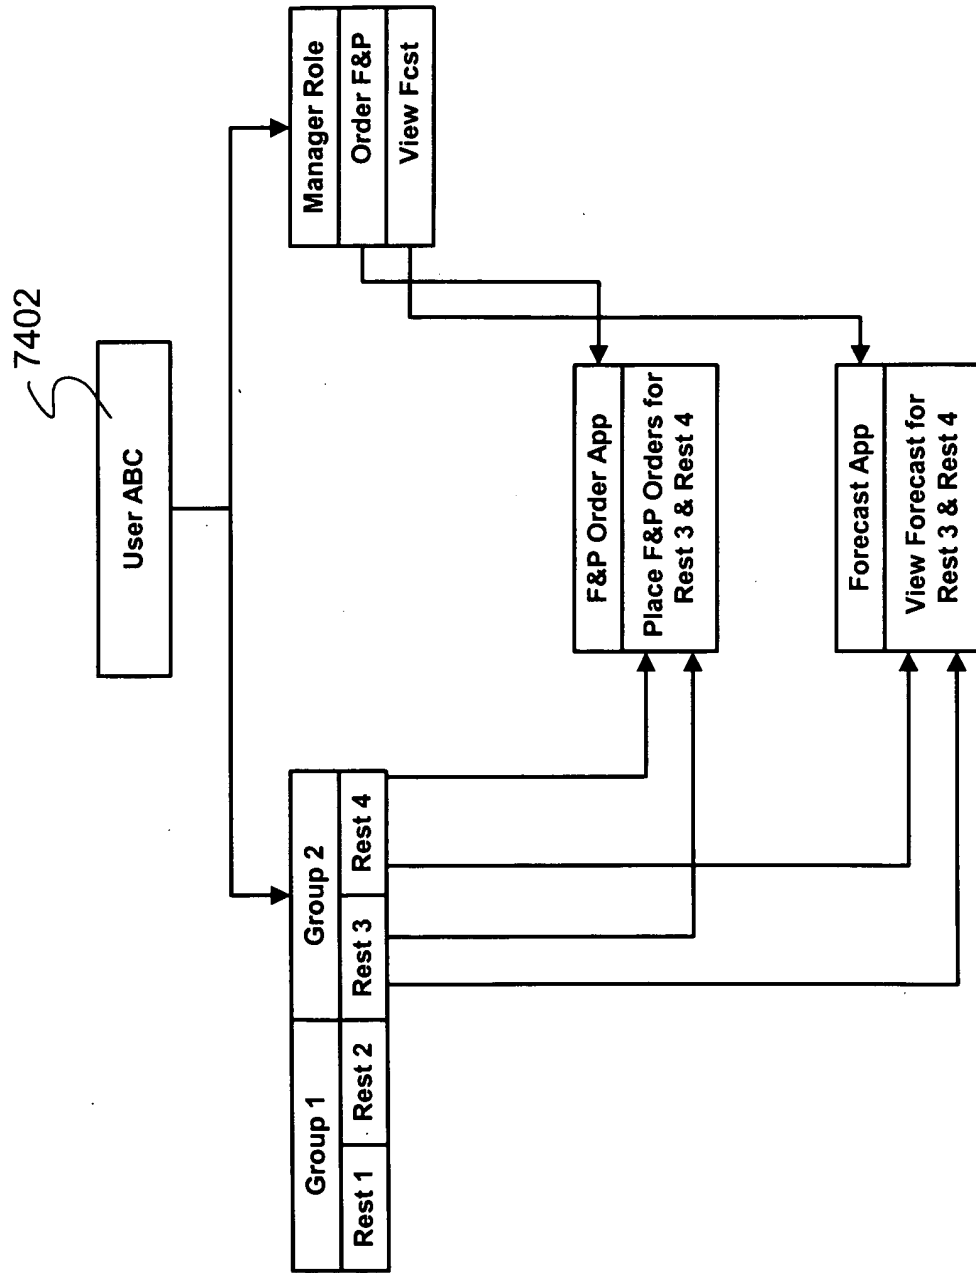 7402
User ABC
Group 1
Group 2
Rest 1
Rest 2
Rest 3
Rest 4
Manager Role
Order F&P
View Fcst
F&P Order App
Place F&P Orders for
Rest 3 & Rest 4
Forecast App
View Forecast for
Rest 3 & Rest 4